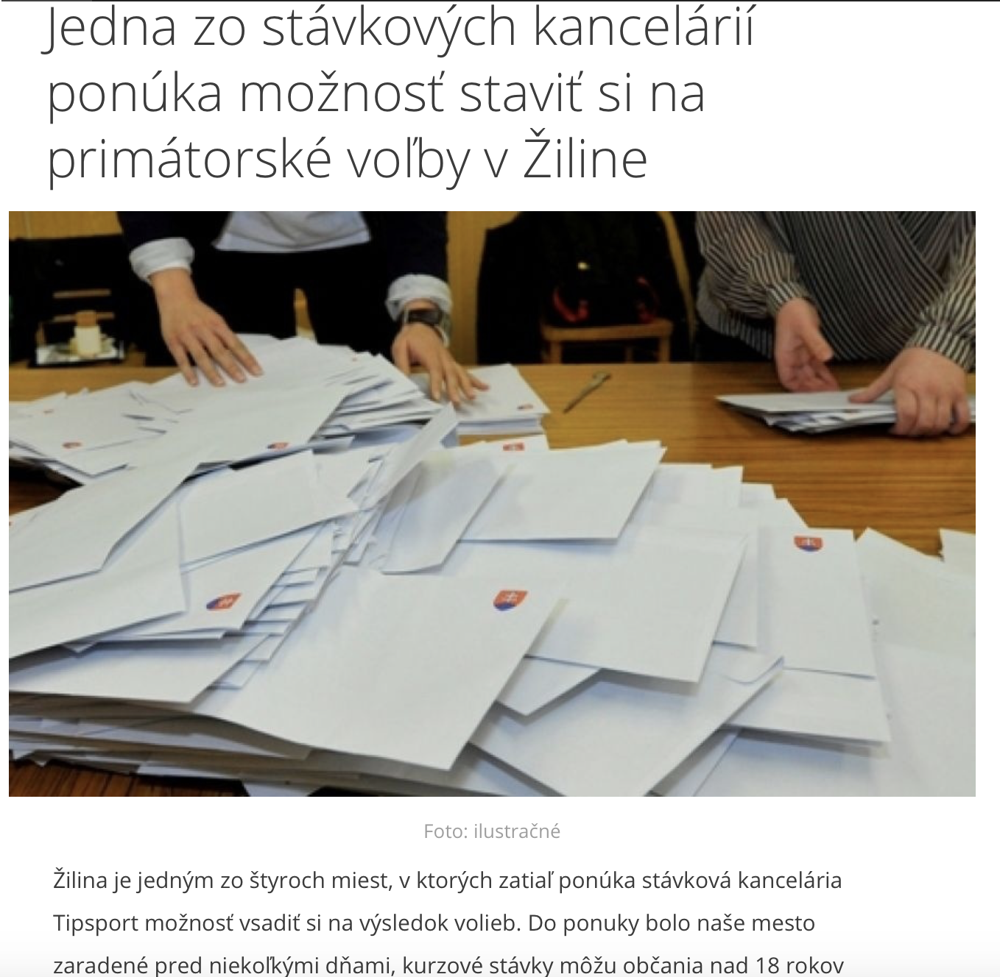 Jedna zo stávkových kancelárií
ponúka možnosť staviť si na
primátorské voľby v Žiline
Foto: ilustračné
Žilina je jedným zo štyroch miest, v ktorých zatiaľ ponúka stávková kancelária
Tipsport možnosť vsadiť si na výsledok volieb. Do ponuky bolo naše mesto
zaradené pred niekoľkými dňami, kurzové stávky môžu občania nad 18 rokov